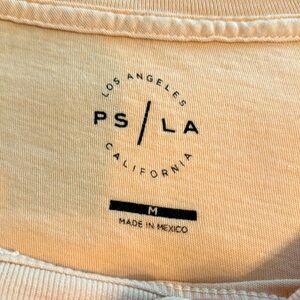 LOS ANGELES
PS / LA
CALIFORNIA
M
MADE IN MEXICO